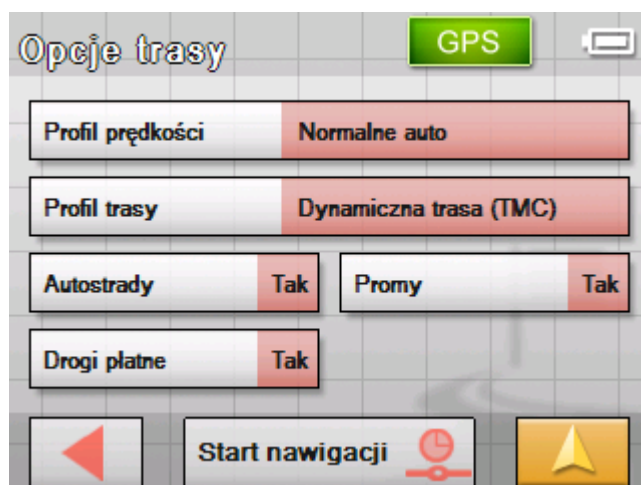 Opcje trasy GPS
Profil prędkości Normalne auto
Profil trasy Dynamiczna trasa (TMC)
Autostrady Tak Promy Tak
Drogi płatne Tak
Start nawigacji